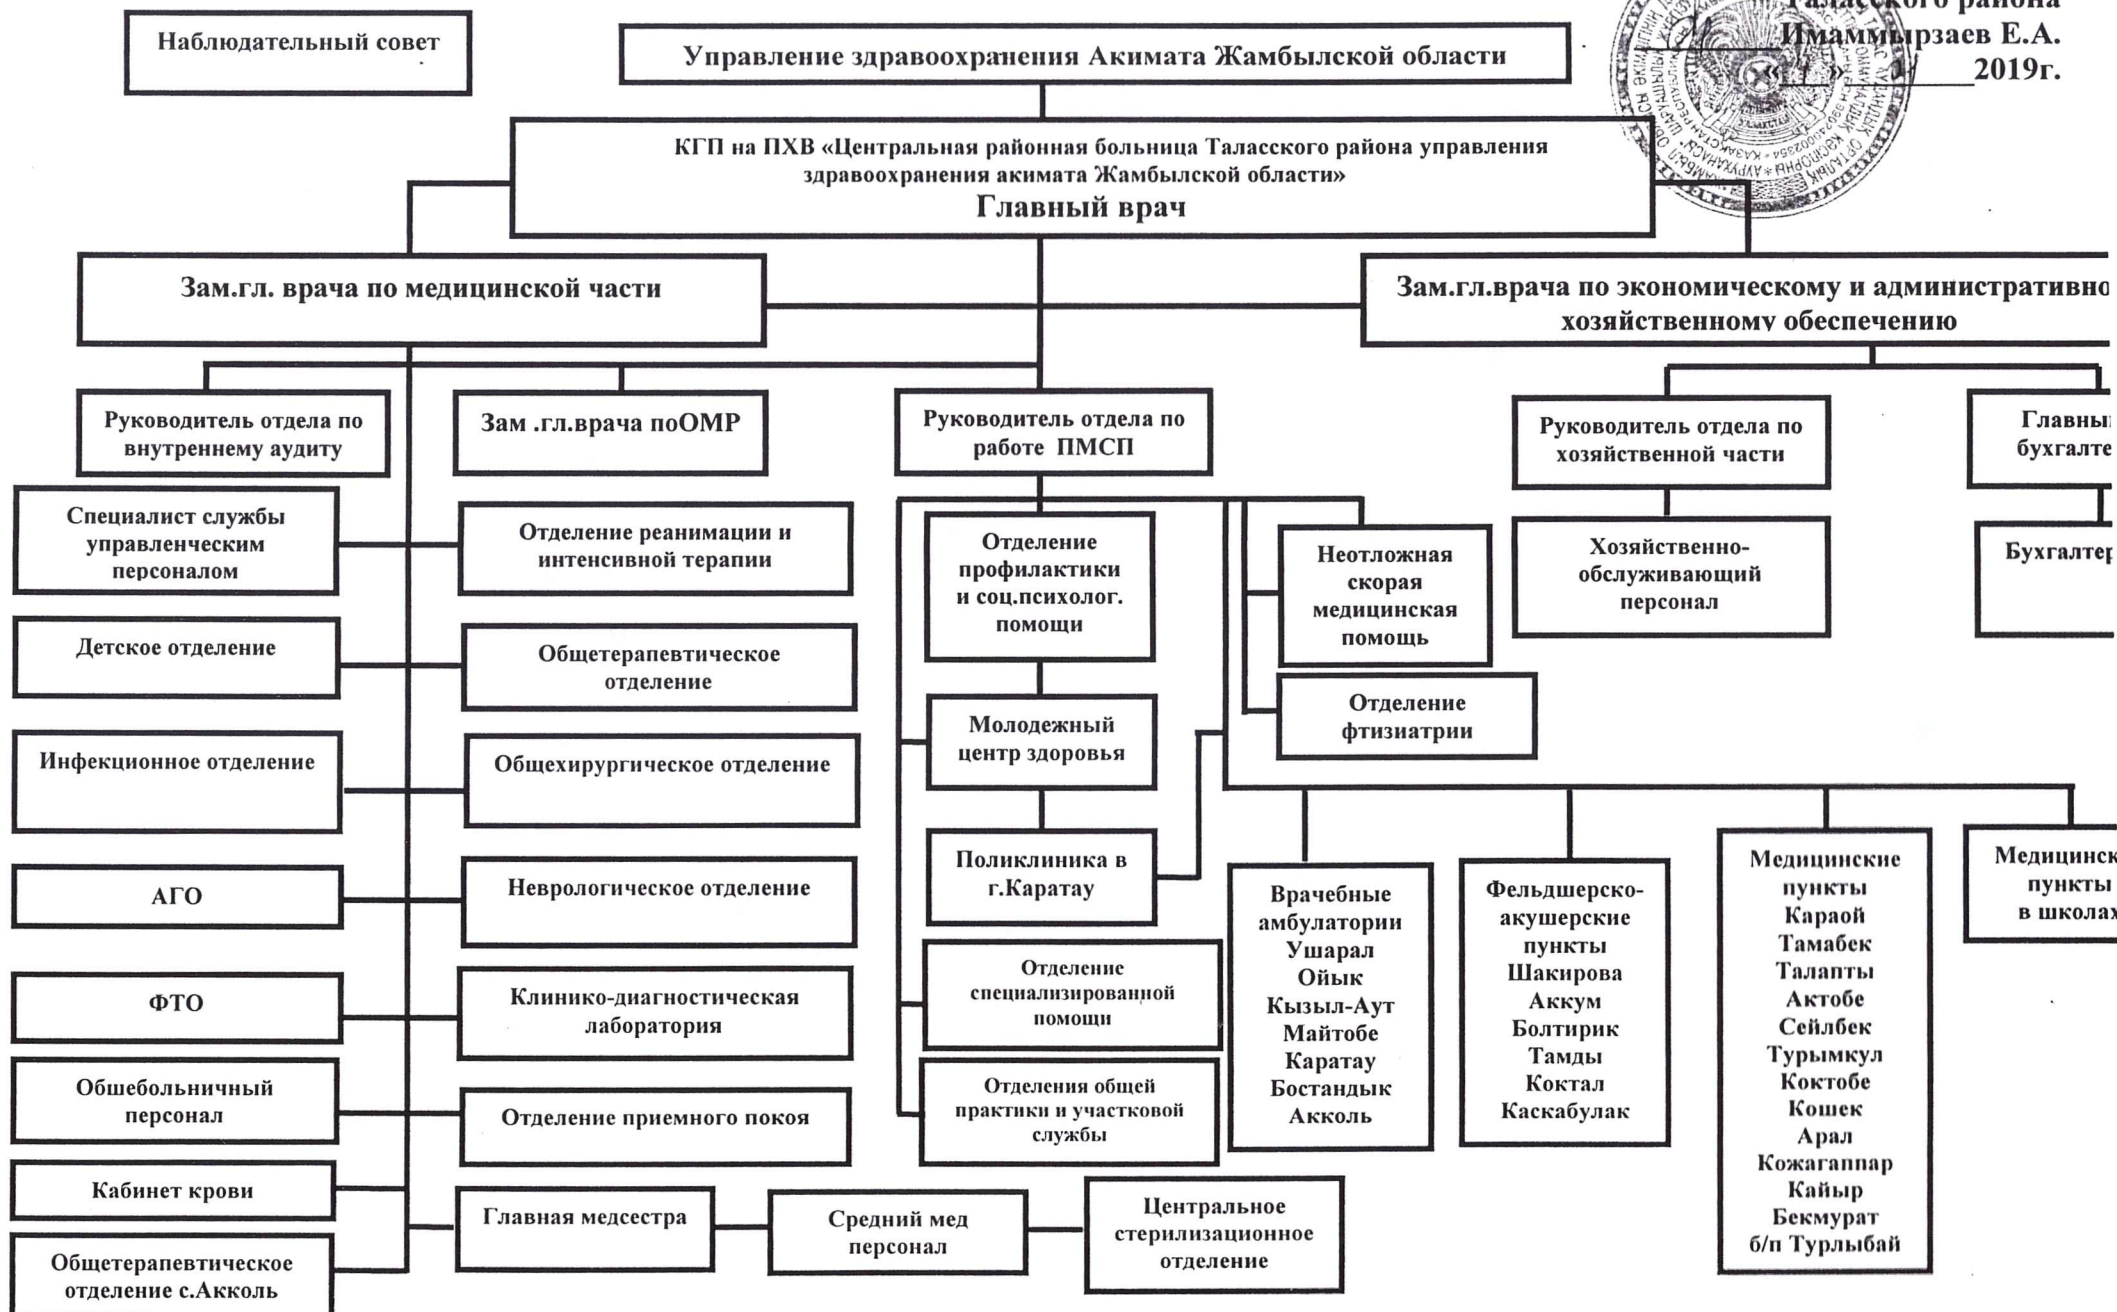 Таласского района
Имаммырзаев Е.А.
2019г.
Наблюдательный совет
Управление здравоохранения Акимата Жамбылской области
КГП на ПХВ «Центральная районная больница Таласского района управления
здравоохранения акимата Жамбылской области»
Главный врач
Зам.гл. врача по медицинской части
Зам.гл.врача по экономическому и административно
хозяйственному обеспечению
Руководитель отдела по
внутреннему аудиту
Зам .гл.врача поОМР
Руководитель отдела по
работе ПМСП
Руководитель отдела по
хозяйственной части
Главны
бухгалте
Специалист службы
управленческим
персоналом
Отделение реанимации и
интенсивной терапии
Отделение
профилактики
и соц.психолог.
помощи
Неотложная
скорая
медицинская
помощь
Хозяйственно-
обслуживающий
персонал
Бухгалтер
Детское отделение
Общетерапевтическое
отделение
Молодежный
центр здоровья
Отделение
фтизиатрии
Инфекционное отделение
Общехирургическое отделение
АГО
Неврологическое отделение
Поликлиника в
г.Каратау
Врачебные
амбулатории
Ушарал
Ойык
Кызыл-Аут
Майтобе
Каратау
Бостандык
Акколь
Фельдшерско-
акушерские
пункты
Шакирова
Аккум
Болтирик
Тамды
Коктал
Каскабулак
Медицинские
пункты
Караой
Тамабек
Талапты
Актобе
Сейлбек
Турымкул
Коктобе
Кошек
Арал
Кожагаппар
Кайыр
Бекмурат
б/п Турлыбай
Медицинск
пункты
в школах
ФТО
Клинико-диагностическая
лаборатория
Отделение
специализированной
помощи
Обшебольничный
персонал
Отделение приемного покоя
Отделения общей
практики и участковой
службы
Кабинет крови
Главная медсестра
Средний мед
персонал
Центральное
стерилизационное
отделение
Общетерапевтическое
отделение с.Акколь